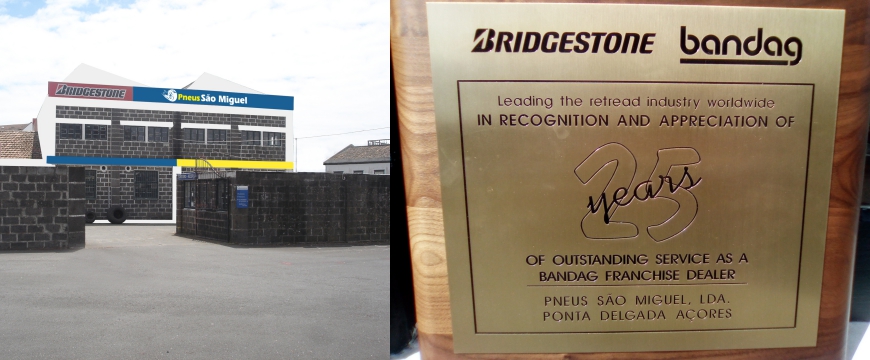 BRIDGESTONE
Pneus São Miguel
BRIDGESTONE bandag
Leading the retread industry worldwide
IN RECOGNITION AND APPRECIATION OF
25
years
OF OUTSTANDING SERVICE AS A
BANDAG FRANCHISE DEALER
PNEUS SÃO MIGUEL, LDA.
PONTA DELGADA AÇORES